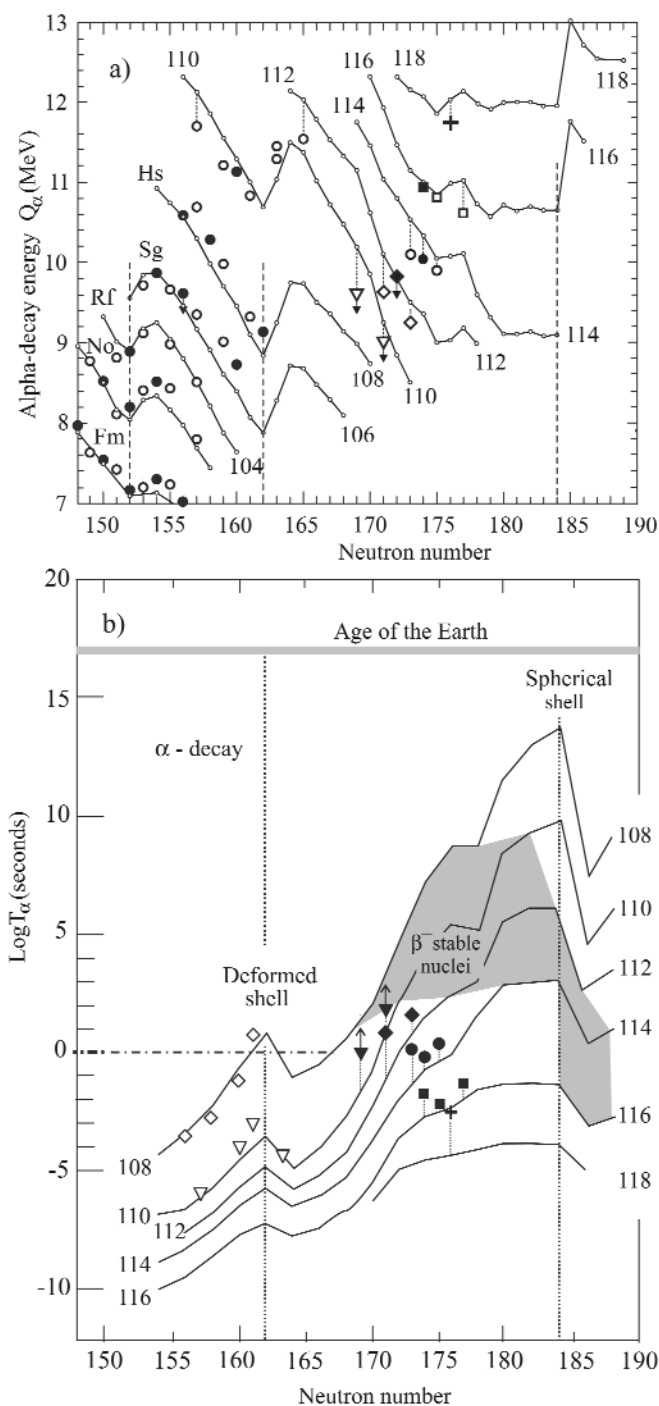 a)
Alpha-decay energy Qα (MeV)
13
12
11
10
9
8
7
110
112
116
118
114
118
116
Hs
Sg
Rf
No
Fm
104
106
108
110
112
114
150 155 160 165 170 175 180 185 190
Neutron number
b)
LogTα (seconds)
20
15
10
5
0
-5
-10
Age of the Earth
Spherical
shell
α - decay
108
110
β⁻ stable
nuclei
112
Deformed
shell
114
116
118
108
110
112
114
116
150 155 160 165 170 175 180 185 190
Neutron number